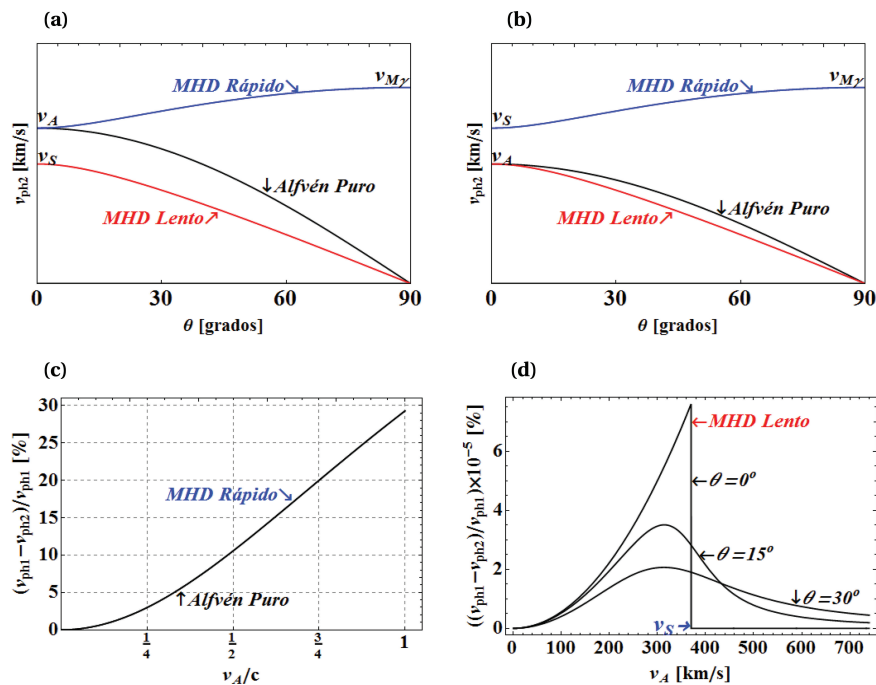 (a)
v_A
v_S
MHD Rápido↘
v_Mγ
↓Alfvén Puro
MHD Lento↗
v_ph2 [km/s]
0 30 60 90
θ [grados]
(b)
v_S
v_A
MHD Rápido↘
v_Mγ
↓Alfvén Puro
MHD Lento↗
v_ph2 [km/s]
0 30 60 90
θ [grados]
(c)
30
25
20
15
10
5
0
(v_ph1−v_ph2)/v_ph1 [%]
MHD Rápido↘
↑Alfvén Puro
1/4 1/2 3/4 1
v_A/c
(d)
6
4
2
0
((v_ph1−v_ph2)/v_ph1)×10^−5 [%]
←MHD Lento
←θ=0º
←θ=15º
↓θ=30º
v_S→
0 100 200 300 400 500 600 700
v_A [km/s]